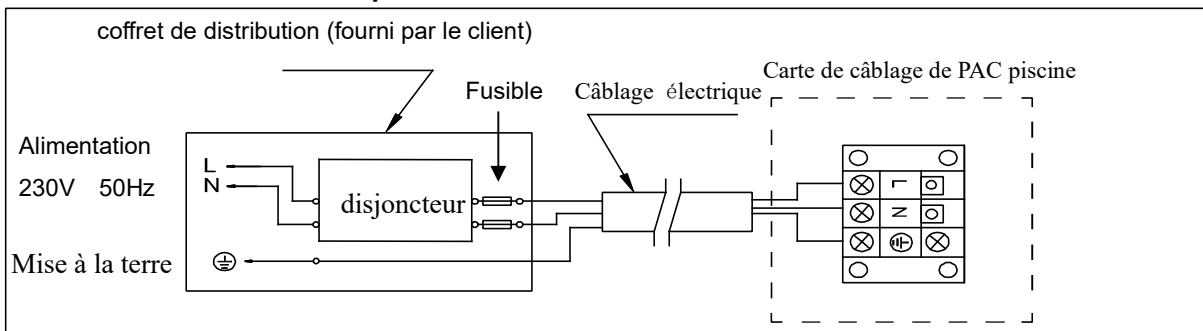 coffret de distribution (fourni par le client)
Carte de câblage de PAC piscine
Fusible
Câblage électrique
Alimentation
230V 50Hz
L
N
disjoncteur
L
N
Mise à la terre